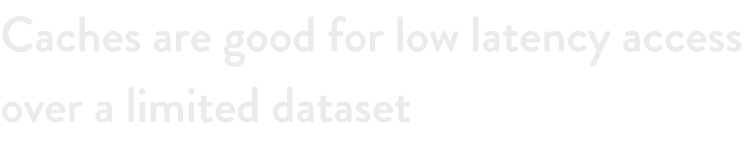 Caches are good for low latency access
over a limited dataset